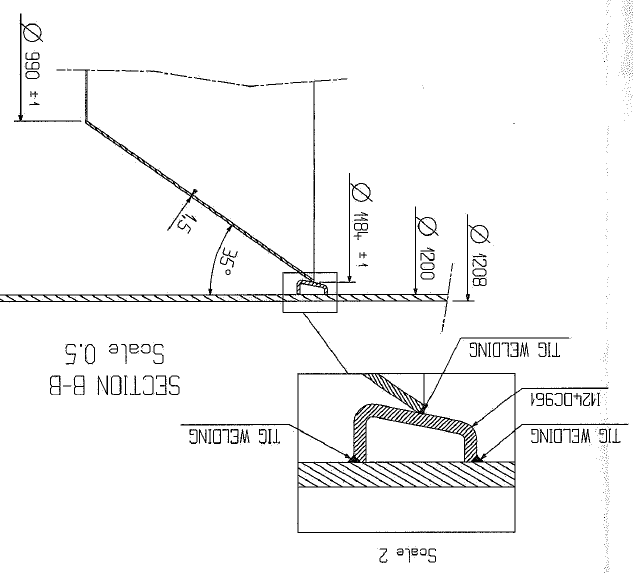 Scale 2
TIG WELDING
TIG WELDING
1124DC961
TIG WELDING
SECTION B-B
Scale 0.5
Ø 1208
Ø 1200
Ø 1184 ±1
35°
1,5
Ø 990 ±1